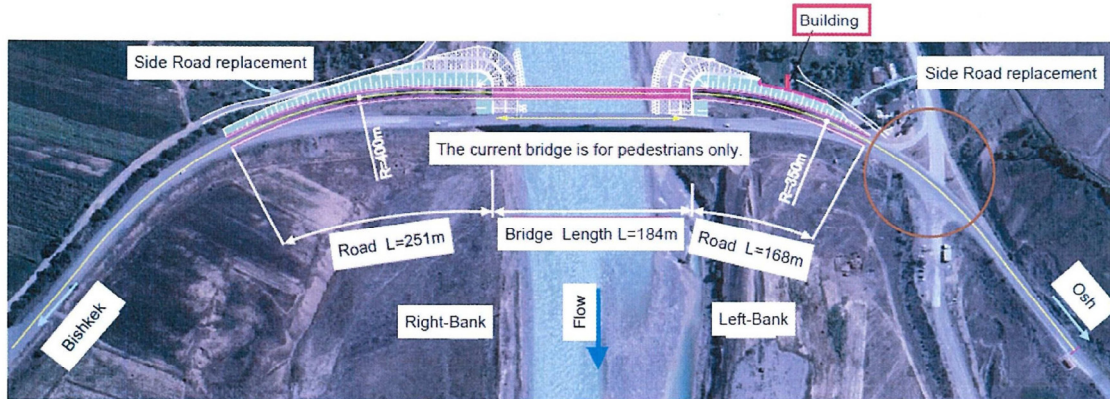 Building
Side Road replacement
Side Road replacement
The current bridge is for pedestrians only.
R=400m
R=350m
Road L=251m
Bridge Length L=184m
Road L=168m
Bishkek
Right-Bank
Flow
Left-Bank
Osh